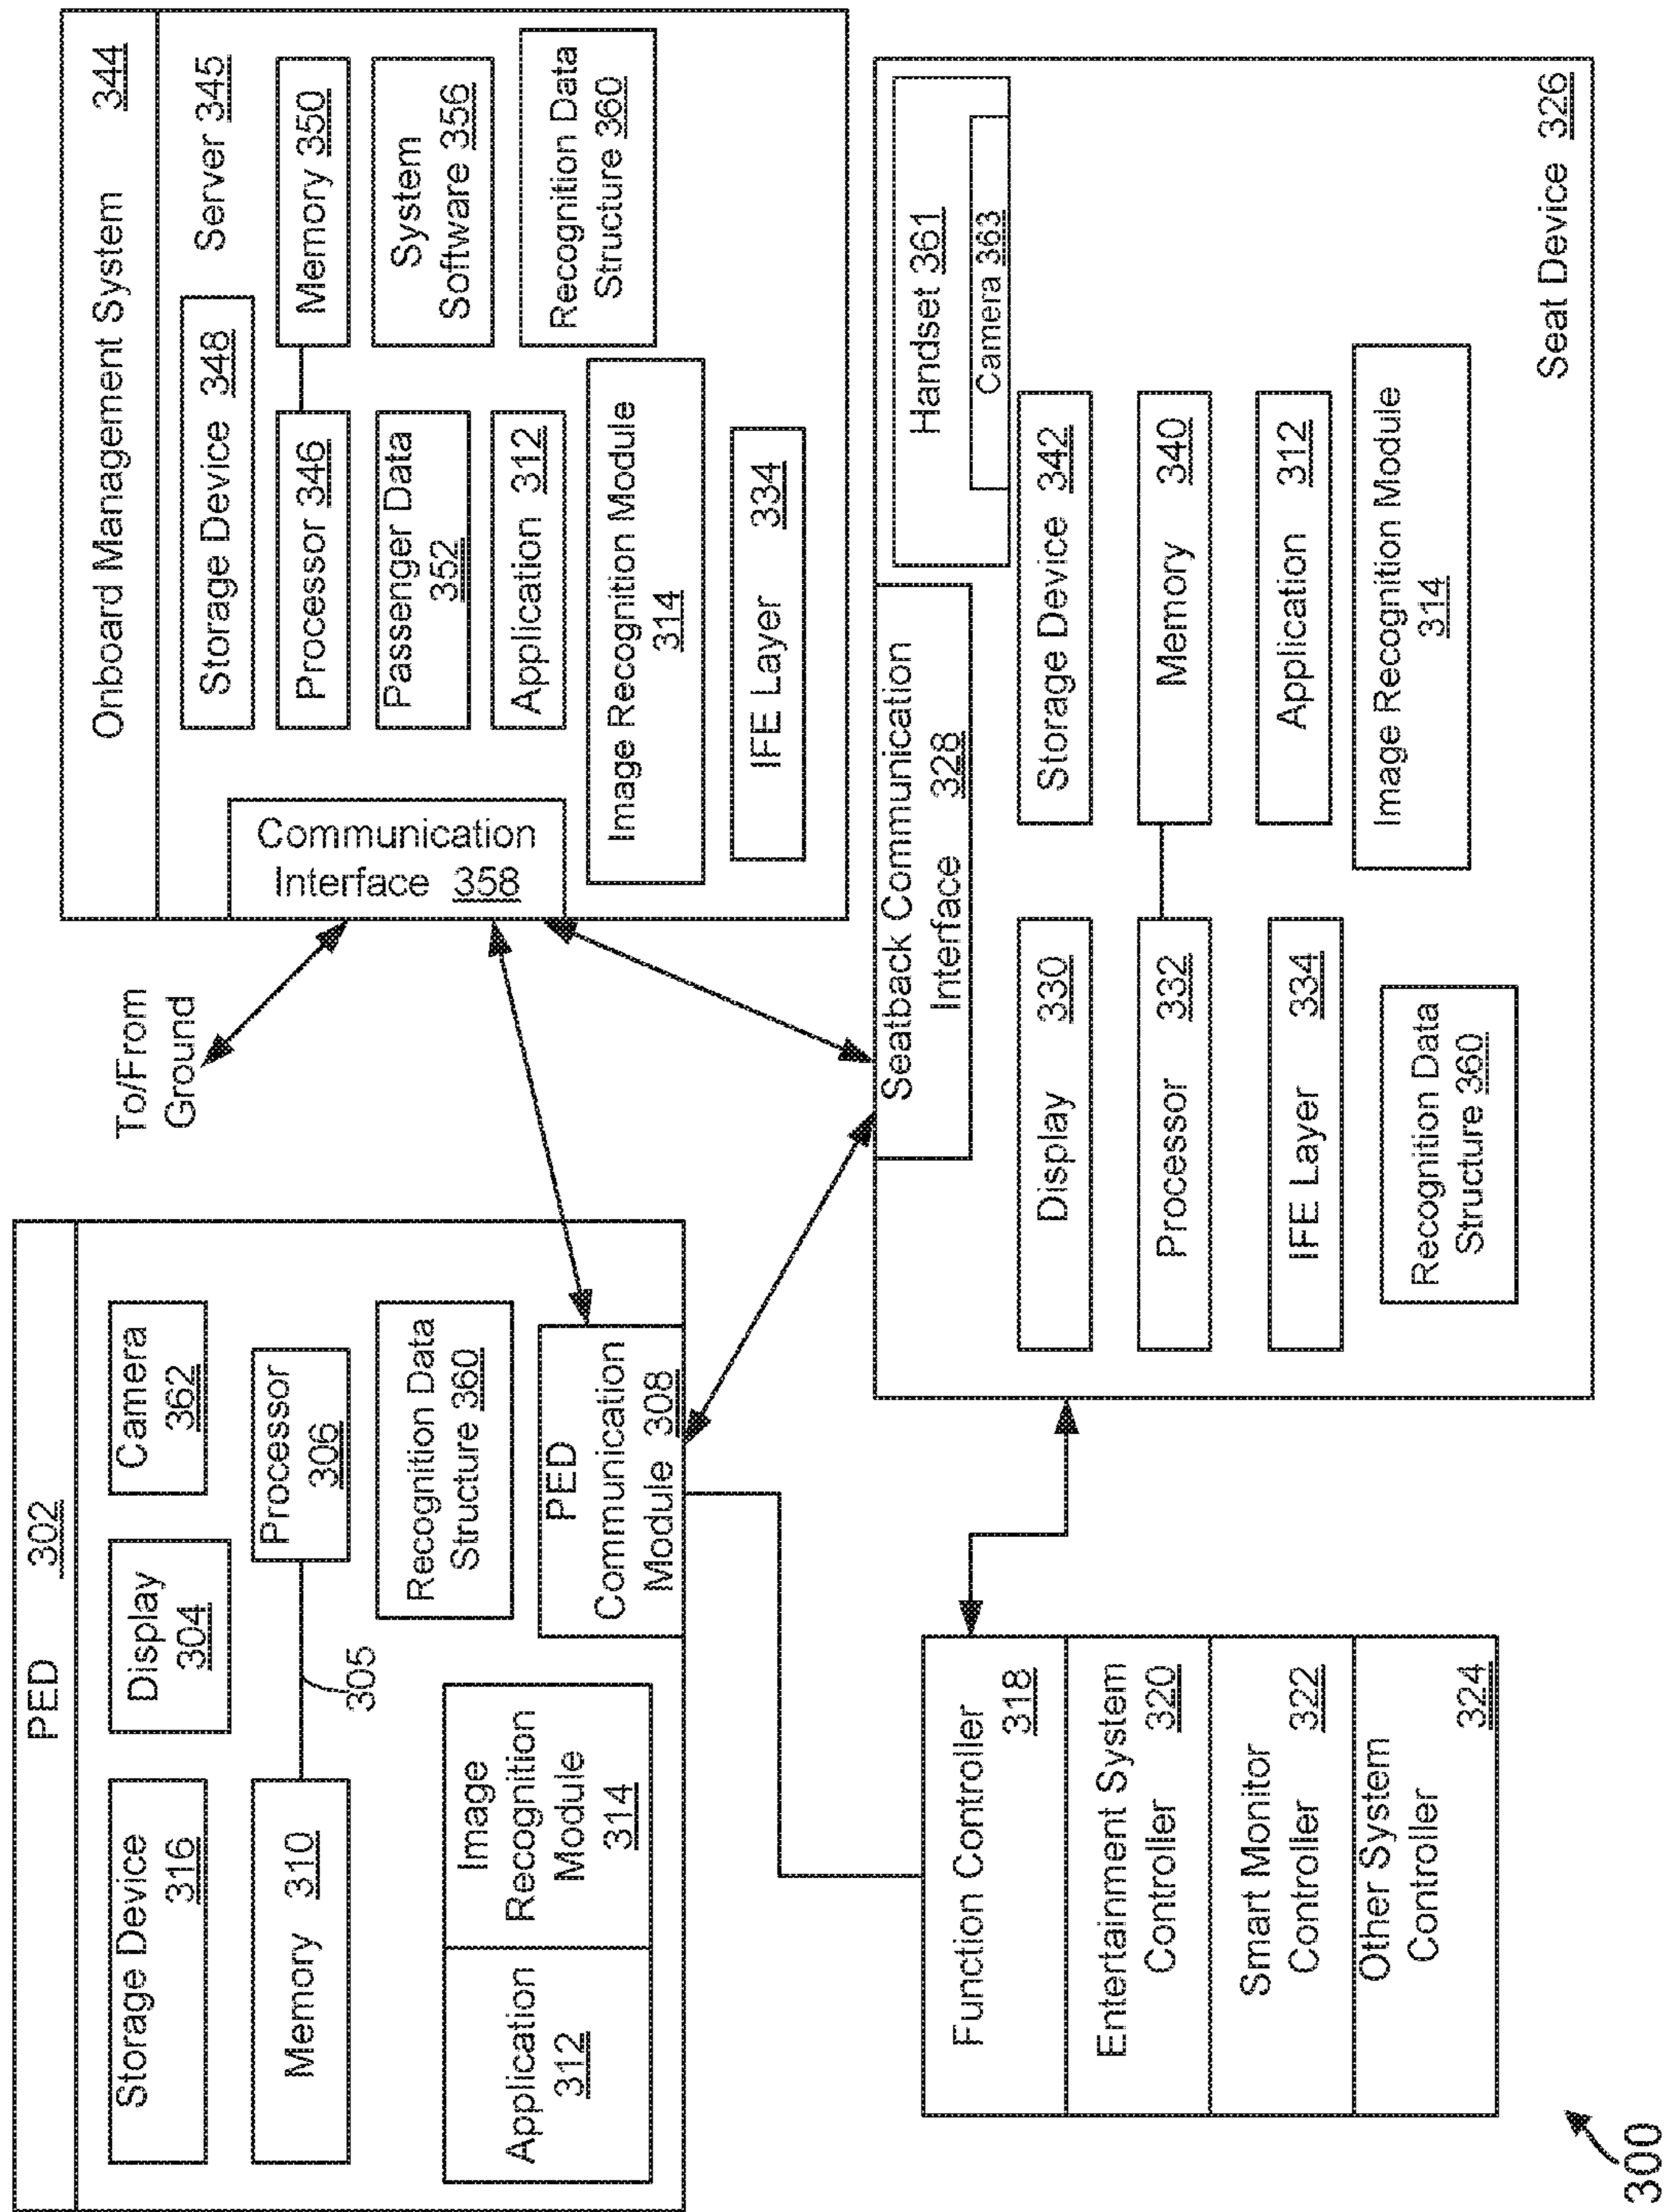 PED 302
Storage Device
316
Display
304
Camera
362
Memory 310
305
Processor
306
Application
312
Image
Recognition
Module
314
Recognition Data
Structure 360
PED
Communication
Module 308
To/From
Ground
Onboard Management System 344
Server 345
Communication
Interface 358
Storage Device 348
Processor 346
Memory 350
Passenger Data
352
System
Software 356
Application 312
Recognition Data
Structure 360
Image Recognition Module
314
IFE Layer 334
Function Controller
318
Entertainment System
Controller 320
Smart Monitor
Controller 322
Other System
Controller 324
Seatback Communication
Interface 328
Handset 361
Camera 363
Display 330
Storage Device 342
Processor 332
Memory 340
IFE Layer 334
Application 312
Recognition Data
Structure 360
Image Recognition Module
314
Seat Device 326
300